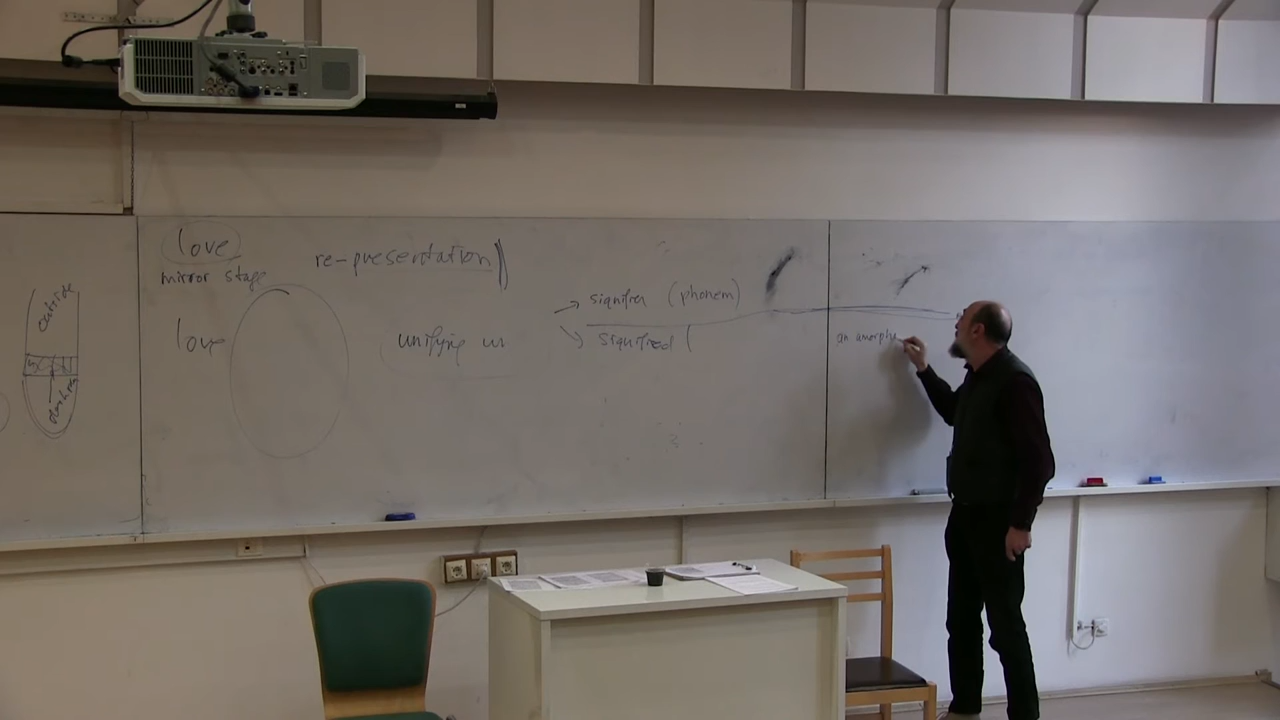 outside
love
mirror stage
love
re-presentation
unifying
signifier (phonem)
signified
an amorph